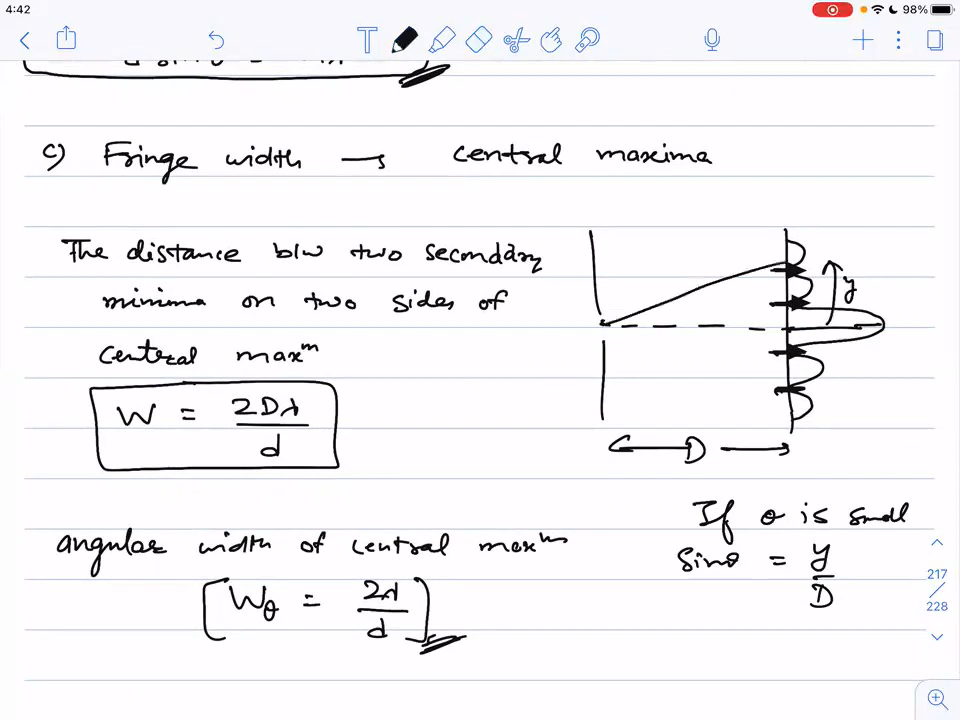 4:42
98%
T
c) Fringe width → central maxima
The distance b/w two secondary
minima on two sides of
central maxᵐ
W = 2Dλ/d
y
D
If θ is small
sinθ = y/D
angular width of central maxᵐ
[Wθ = 2λ/d]
217
/
228